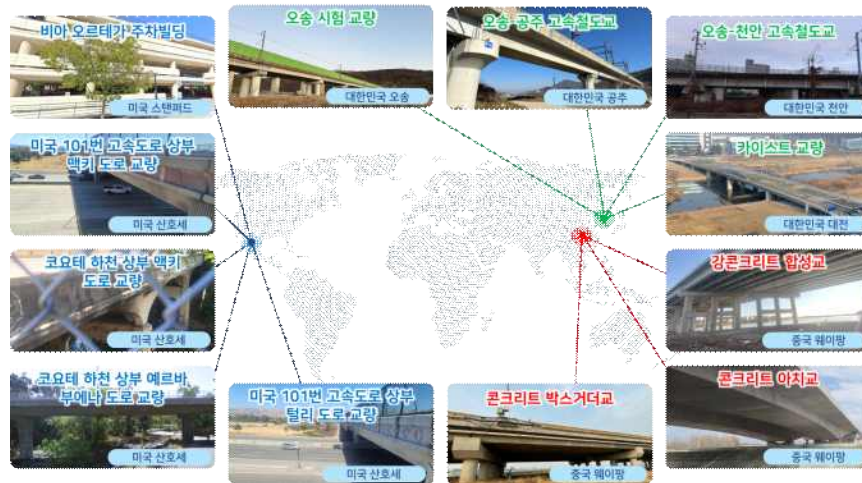 비아 오르테가 주차빌딩
미국 스탠퍼드
오송 시험 교량
대한민국 오송
오송-공주 고속철도교
대한민국 공주
오송-천안 고속철도교
대한민국 천안
미국 101번 고속도로 상부
맥키 도로 교량
미국 산호세
카이스트 교량
대한민국 대전
코요테 하천 상부 맥키
도로 교량
미국 산호세
강콘크리트 합성교
중국 웨이팡
코요테 하천 상부 예르바
부에나 도로 교량
미국 산호세
미국 101번 고속도로 상부
털리 도로 교량
미국 산호세
콘크리트 박스거더교
중국 웨이팡
콘크리트 아치교
중국 웨이팡